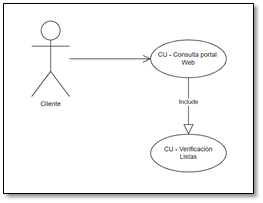 CU - Consulta portal
Web
Cliente
Include
CU - Verificación
Listas